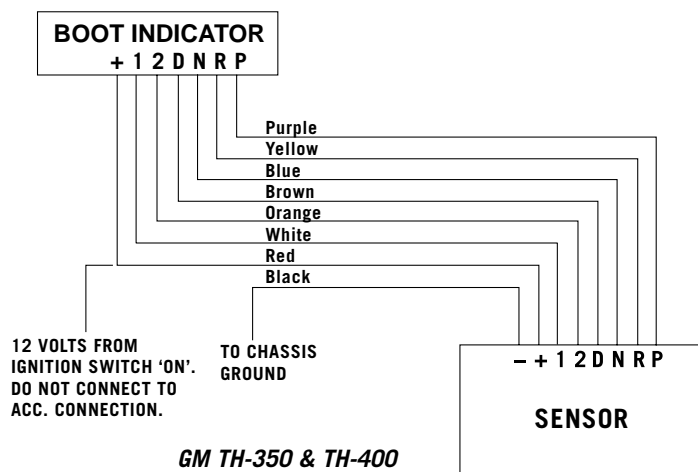 BOOT INDICATOR
+ 1 2 D N R P
Purple
Yellow
Blue
Brown
Orange
White
Red
Black
12 VOLTS FROM
IGNITION SWITCH ‘ON’.
DO NOT CONNECT TO
ACC. CONNECTION.
TO CHASSIS
GROUND
– + 1 2 D N R P
SENSOR
GM TH-350 & TH-400